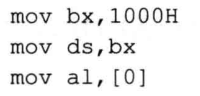 mov bx,1000H
mov ds,bx
mov al,[0]